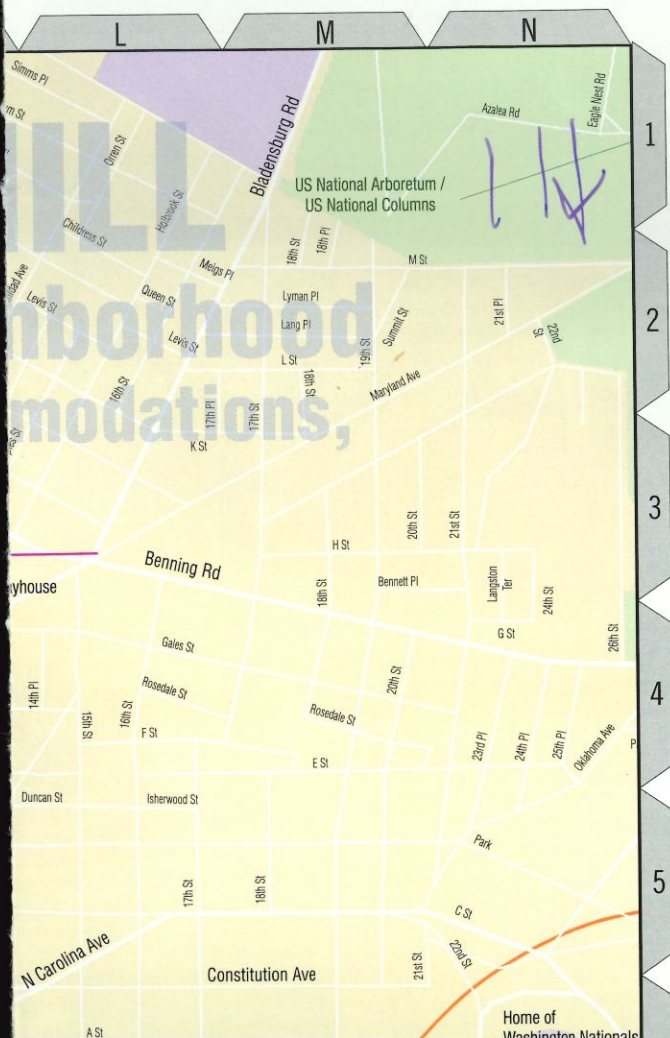 L M N
1
2
3
4
5
Simms Pl
Orren St
Holbrook St
Childress St
Bladensburg Rd
Azalea Rd
Eagle Nest Rd
US National Arboretum /
US National Columns
HILL
18th St
18th Pl
M St
Meigs Pl
Levis St
Queen St
Levis St
Lyman Pl
Lang Pl
L St
18th St
19th St
Summit St
21st Pl
22nd
St
Maryland Ave
16th St
17th Pl
17th St
K St
H St
20th St
21st St
Benning Rd
yhouse
18th St
Bennett Pl
Langston
Ter
24th St
G St
26th St
Gales St
14th Pl
15th St
16th St
Rosedale St
Rosedale St
20th St
F St
E St
23rd Pl
24th Pl
25th Pl
Oklahoma Ave
P
Duncan St
Isherwood St
Park
17th St
18th St
C St
N Carolina Ave
Constitution Ave
21st St
22nd St
A St
Home of
Washington Nationals
borhood
modations,